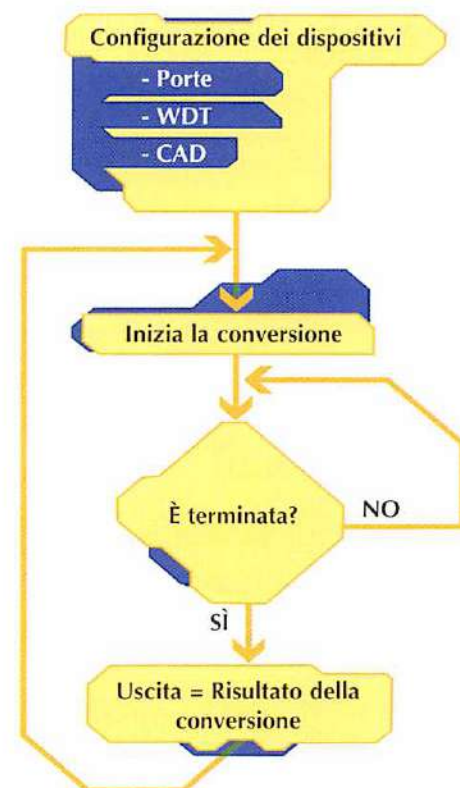 Configurazione dei dispositivi
- Porte
- WDT
- CAD
Inizia la conversione
È terminata?
NO
SÌ
Uscita = Risultato della
conversione